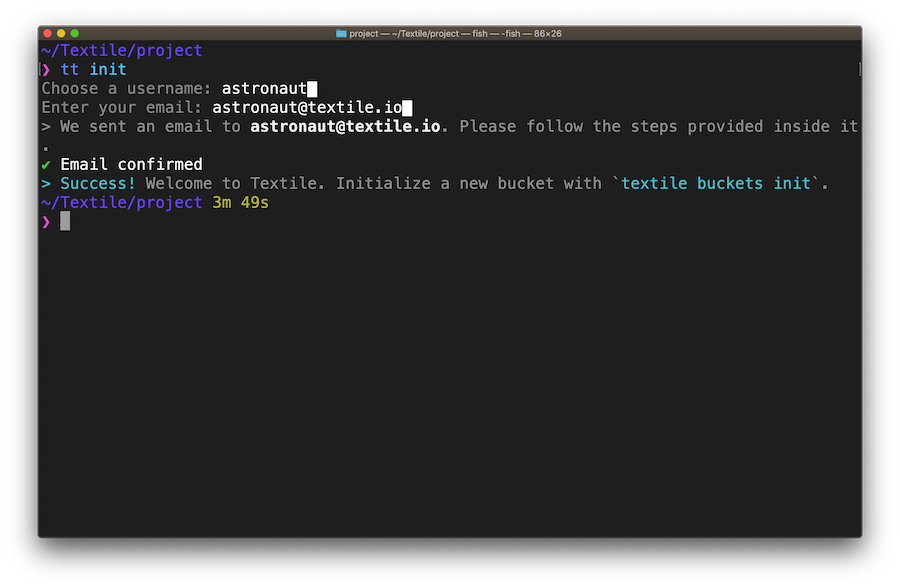 project — ~/Textile/project — fish — -fish — 86×26
~/Textile/project
❯ tt init
Choose a username: astronaut
Enter your email: astronaut@textile.io
> We sent an email to astronaut@textile.io. Please follow the steps provided inside it
.
✔ Email confirmed
> Success! Welcome to Textile. Initialize a new bucket with `textile buckets init`.
~/Textile/project 3m 49s
❯